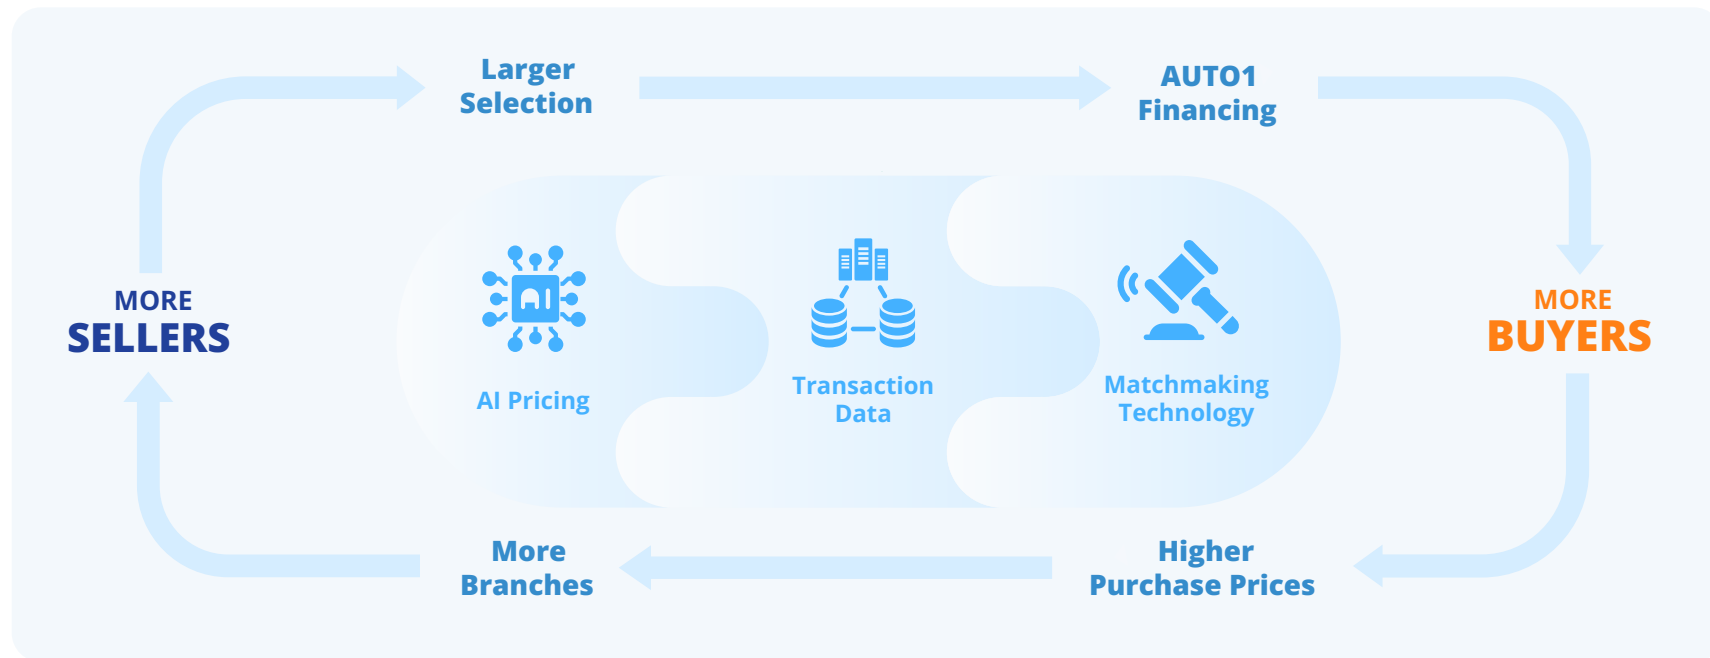 Larger
Selection
AUTO1
Financing
MORE
SELLERS
AI
AI Pricing
Transaction
Data
Matchmaking
Technology
MORE
BUYERS
More
Branches
Higher
Purchase Prices